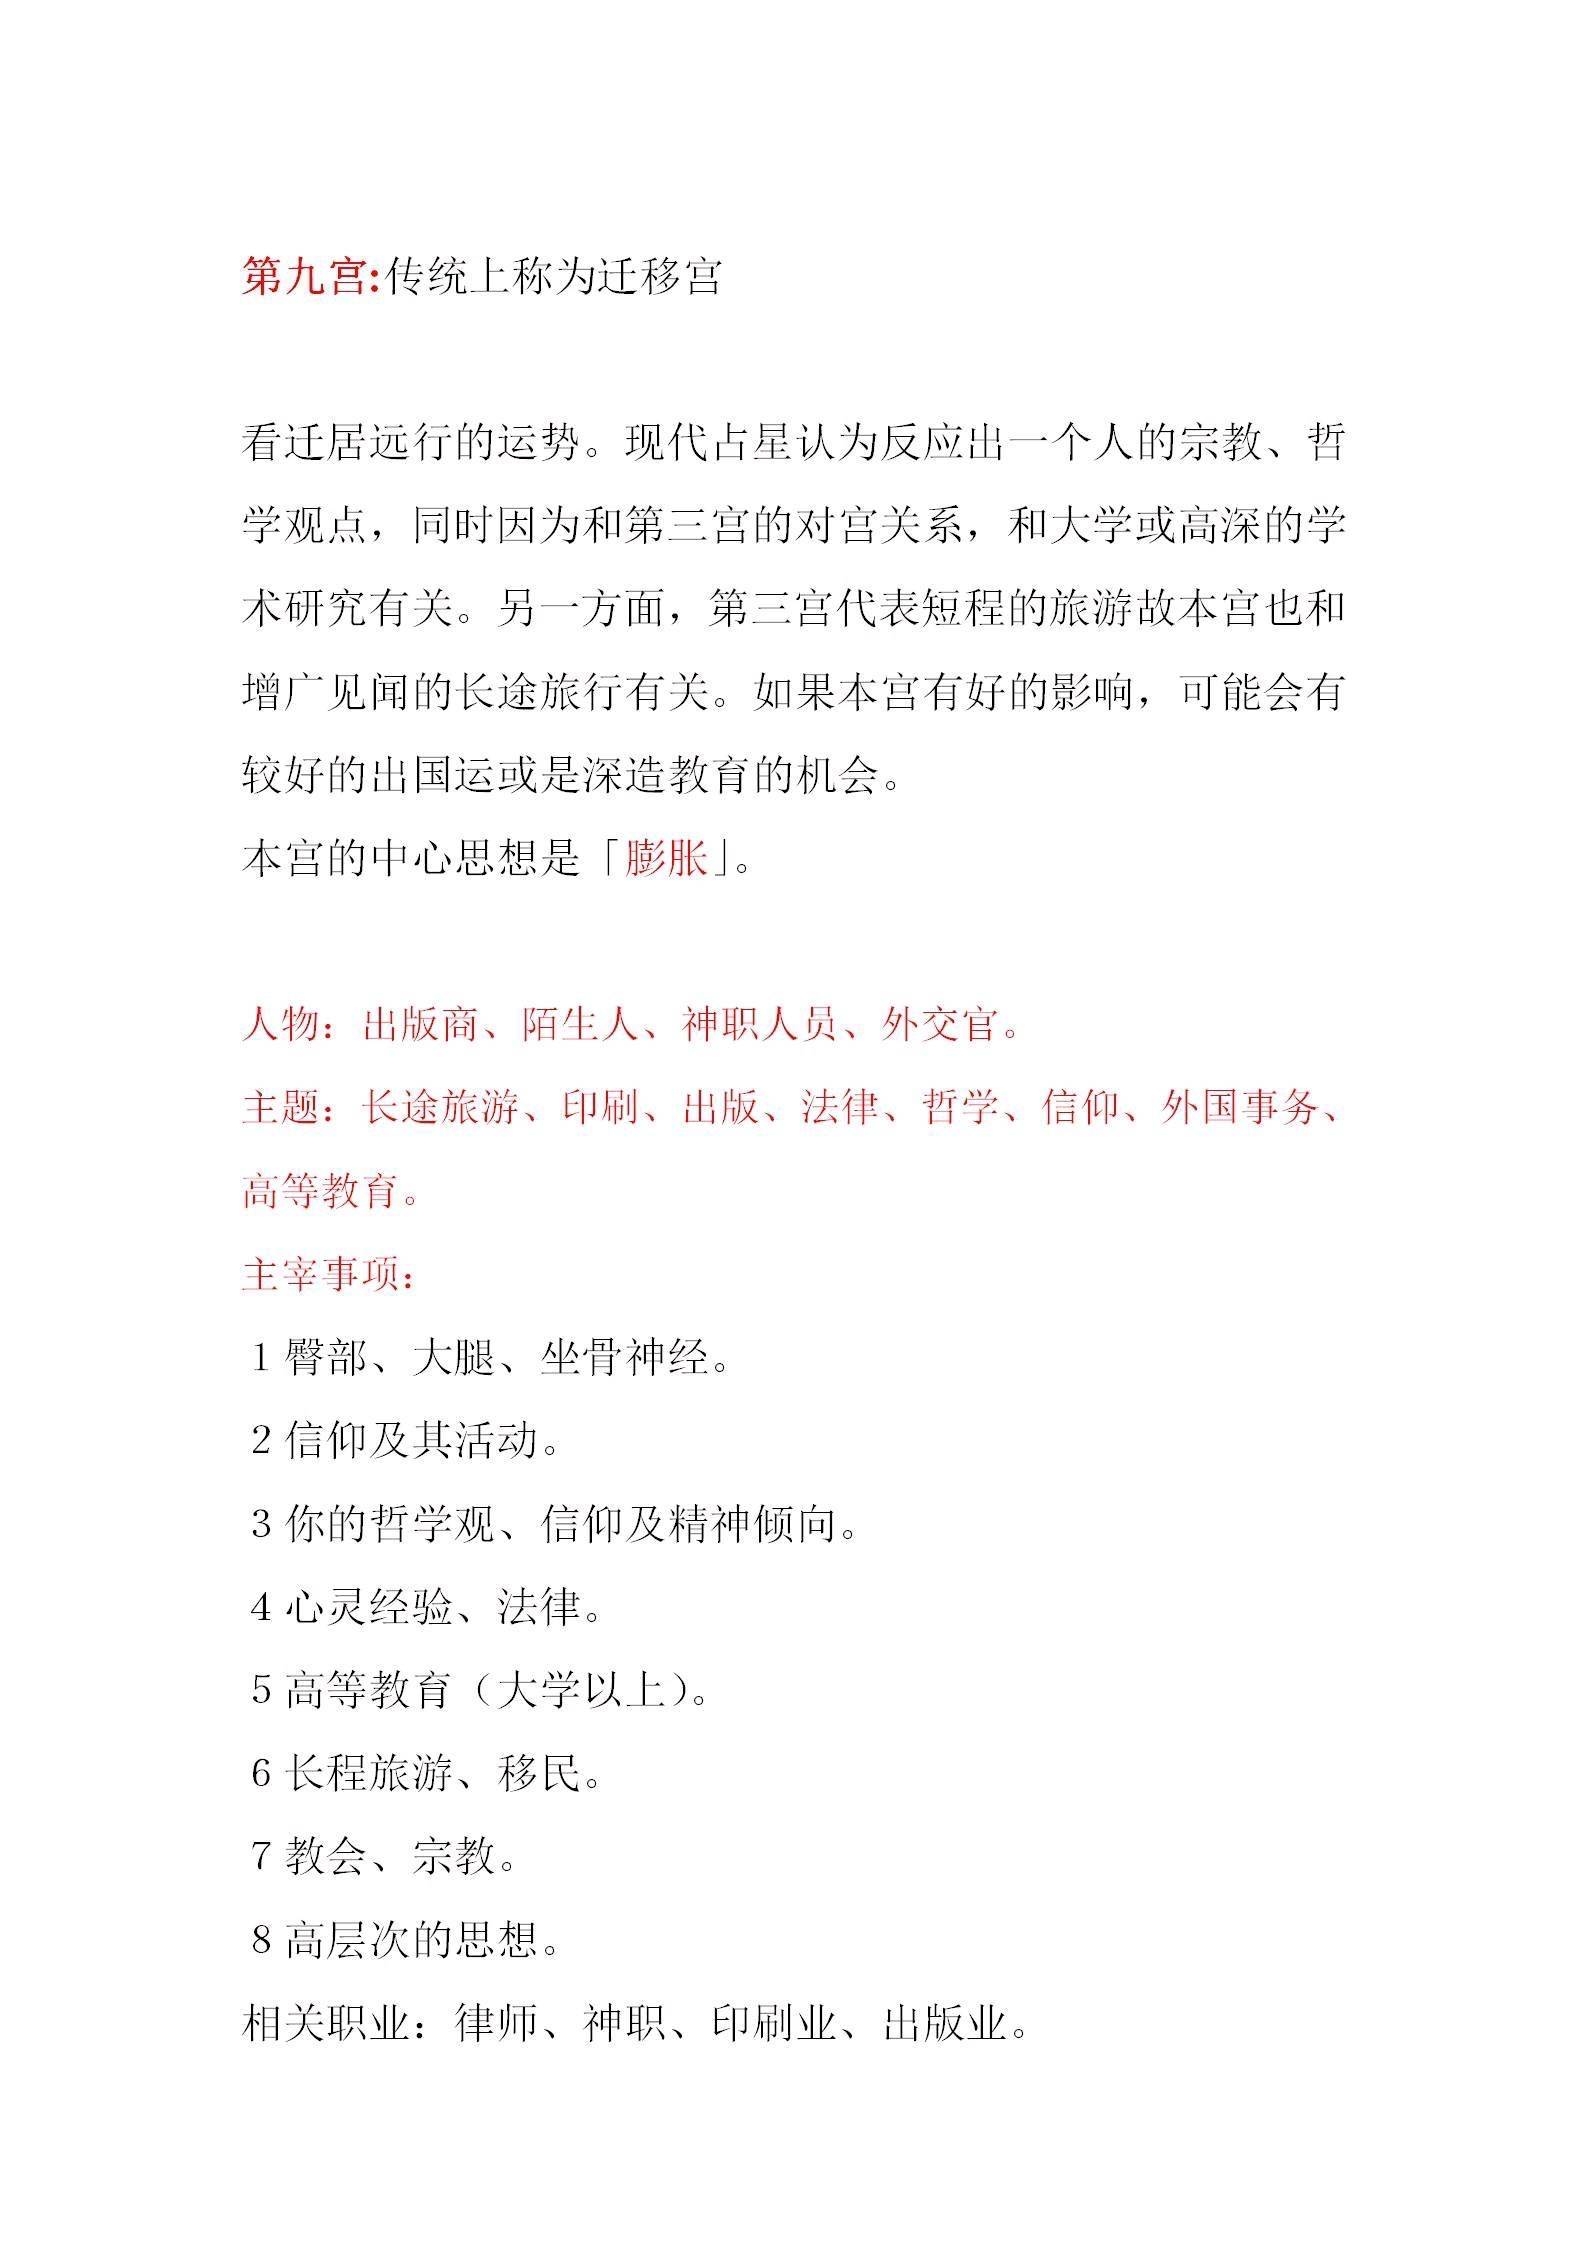 第九宫:传统上称为迁移宫
看迁居远行的运势。现代占星认为反应出一个人的宗教、哲
学观点，同时因为和第三宫的对宫关系，和大学或高深的学
术研究有关。另一方面，第三宫代表短程的旅游故本宫也和
增广见闻的长途旅行有关。如果本宫有好的影响，可能会有
较好的出国运或是深造教育的机会。
本宫的中心思想是「膨胀」。
人物：出版商、陌生人、神职人员、外交官。
主题：长途旅游、印刷、出版、法律、哲学、信仰、外国事务、
高等教育。
主宰事项：
1 臀部、大腿、坐骨神经。
2 信仰及其活动。
3 你的哲学观、信仰及精神倾向。
4 心灵经验、法律。
5 高等教育（大学以上）。
6 长程旅游、移民。
7 教会、宗教。
8 高层次的思想。
相关职业：律师、神职、印刷业、出版业。